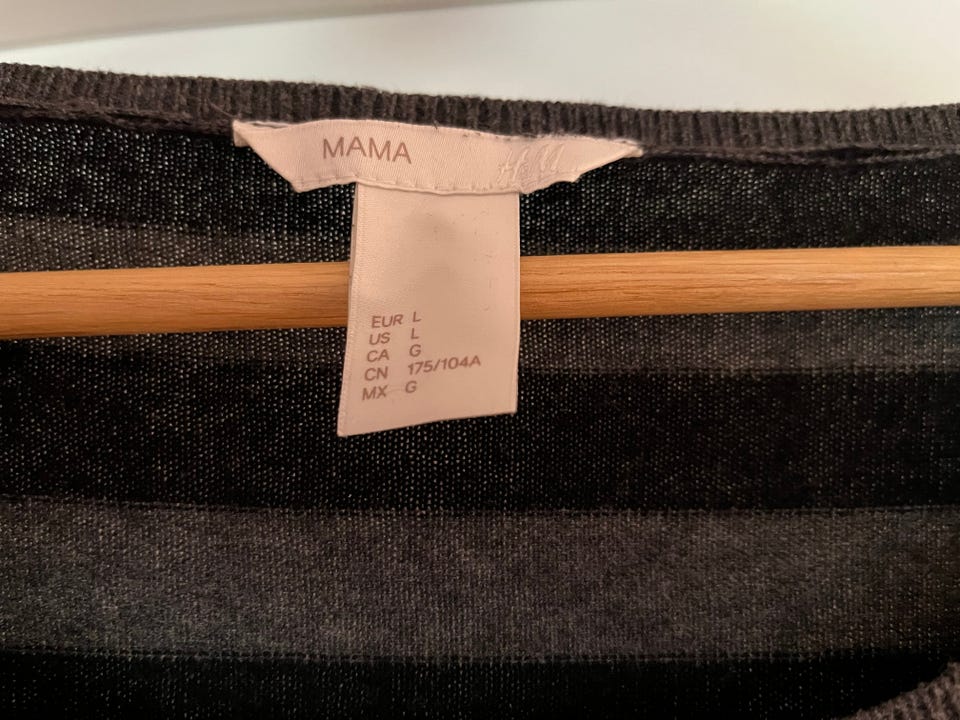 MAMA H&M
EUR L
US L
CA G
CN 175/104A
MX G